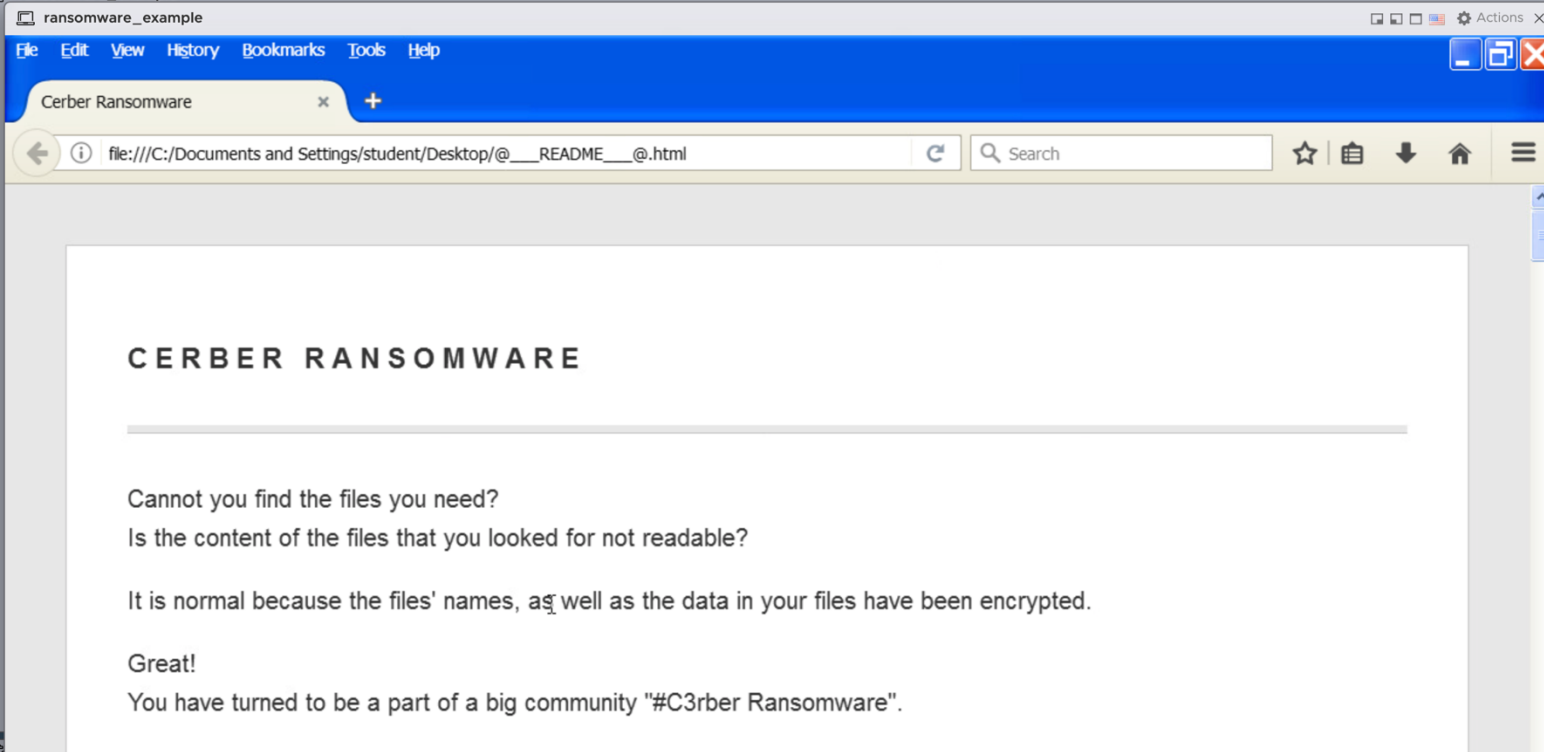 ransomware_example
Actions
File Edit View History Bookmarks Tools Help
Cerber Ransomware
file:///C:/Documents and Settings/student/Desktop/@___README___@.html
Search
CERBER RANSOMWARE
Cannot you find the files you need?
Is the content of the files that you looked for not readable?
It is normal because the files' names, as well as the data in your files have been encrypted.
Great!
You have turned to be a part of a big community "#C3rber Ransomware".